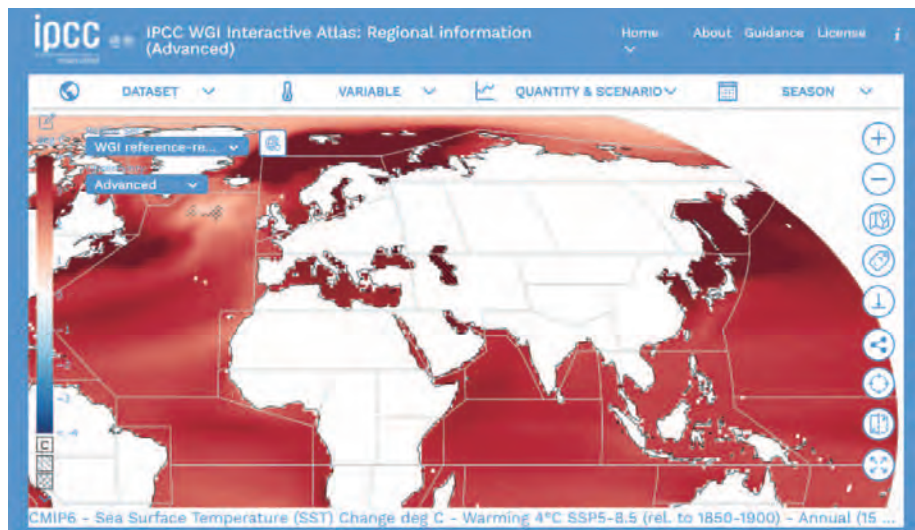 ipcc
IPCC WGI Interactive Atlas: Regional information
(Advanced)
Home
About
Guidance
License
i
DATASET
VARIABLE
QUANTITY & SCENARIO
SEASON
WGI reference-re...
Advanced
C
CMIP6 - Sea Surface Temperature (SST) Change deg C - Warming 4°C SSP5-8.5 (rel. to 1850-1900) - Annual (15 ...